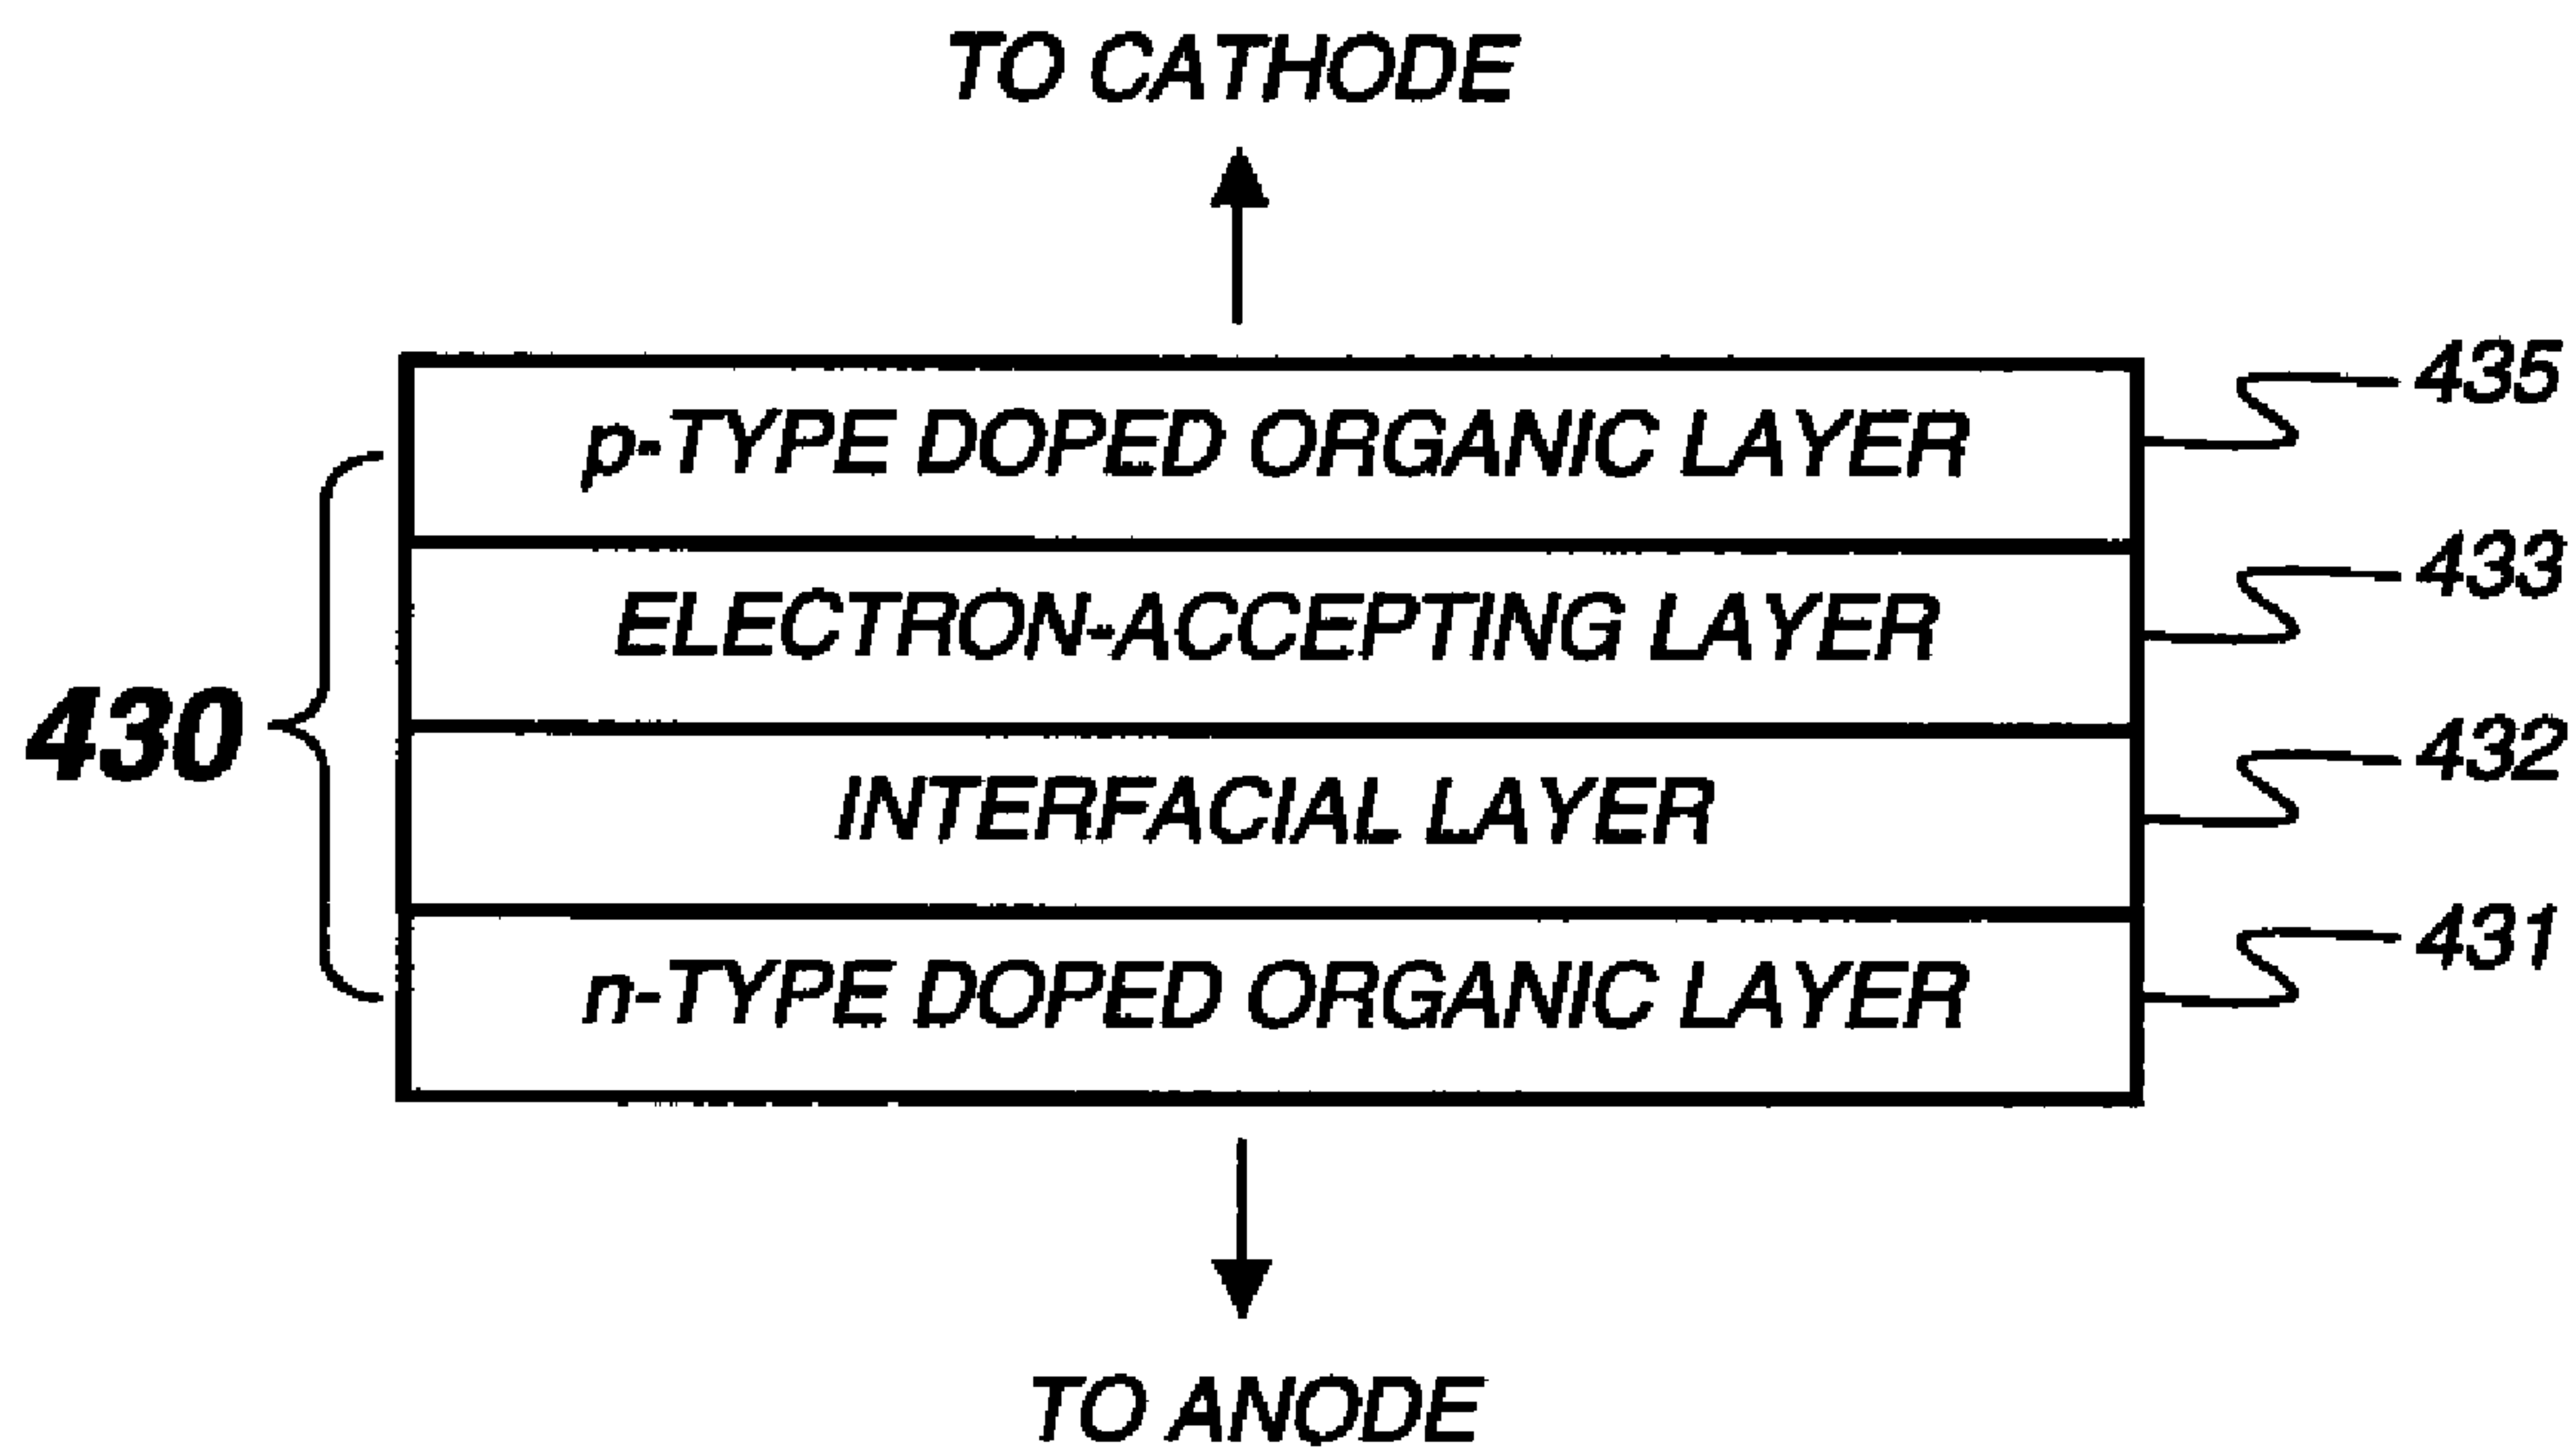 TO CATHODE
435
p-TYPE DOPED ORGANIC LAYER
433
ELECTRON-ACCEPTING LAYER
430
432
INTERFACIAL LAYER
431
n-TYPE DOPED ORGANIC LAYER
TO ANODE